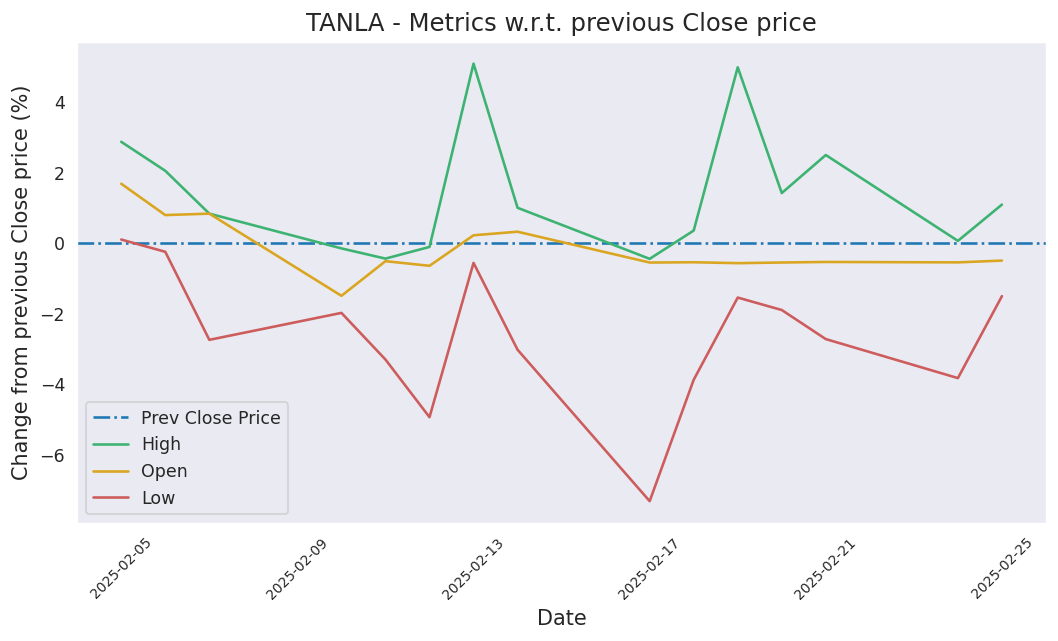 TANLA - Metrics w.r.t. previous Close price
Change from previous Close price (%)
4
2
0
−2
−4
−6
Prev Close Price
High
Open
Low
2025-02-05
2025-02-09
2025-02-13
2025-02-17
2025-02-21
2025-02-25
Date